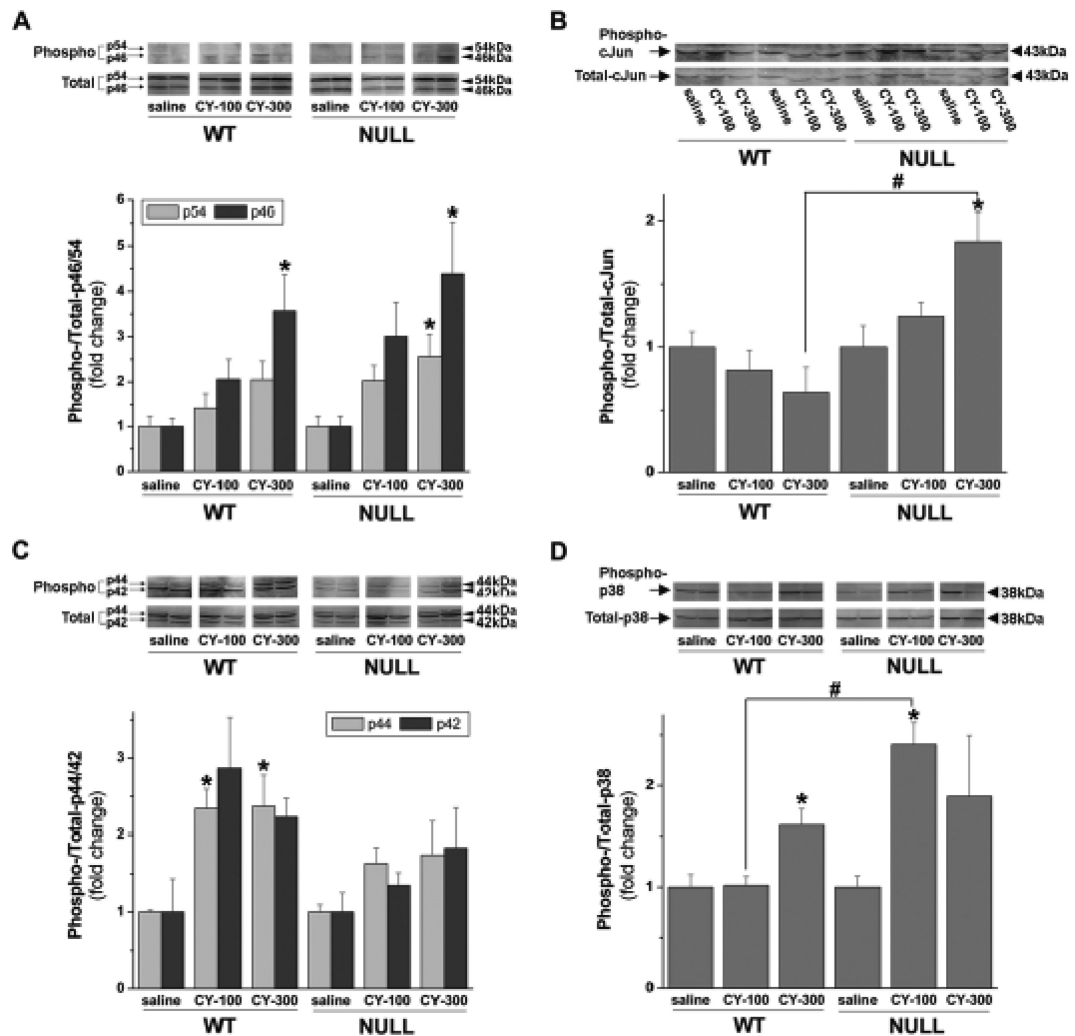 A
Phospho
p54
p46
54kDa
46kDa
Total
p54
p46
54kDa
46kDa
saline CY-100 CY-300 saline CY-100 CY-300
WT NULL
p54 p46
Phospho-/Total-p46/54
(fold change)
6
5
4
3
2
1
0
* * *
saline CY-100 CY-300 saline CY-100 CY-300
WT NULL
B
Phospho-
cJun
43kDa
Total-cJun
43kDa
saline CY-100 CY-300 saline CY-100 CY-300 saline CY-100 CY-300 saline CY-100 CY-300
WT NULL
#
*
Phospho-/Total-cJun
(fold change)
2
1
0
saline CY-100 CY-300 saline CY-100 CY-300
WT NULL
C
Phospho
p44
p42
44kDa
42kDa
Total
p44
p42
44kDa
42kDa
saline CY-100 CY-300 saline CY-100 CY-300
WT NULL
p44 p42
Phospho-/Total-p44/42
(fold change)
3
2
1
0
* *
saline CY-100 CY-300 saline CY-100 CY-300
WT NULL
D
Phospho-
p38
38kDa
Total-p38
38kDa
saline CY-100 CY-300 saline CY-100 CY-300
WT NULL
#
* *
Phospho-/Total-p38
(fold change)
2
1
0
saline CY-100 CY-300 saline CY-100 CY-300
WT NULL